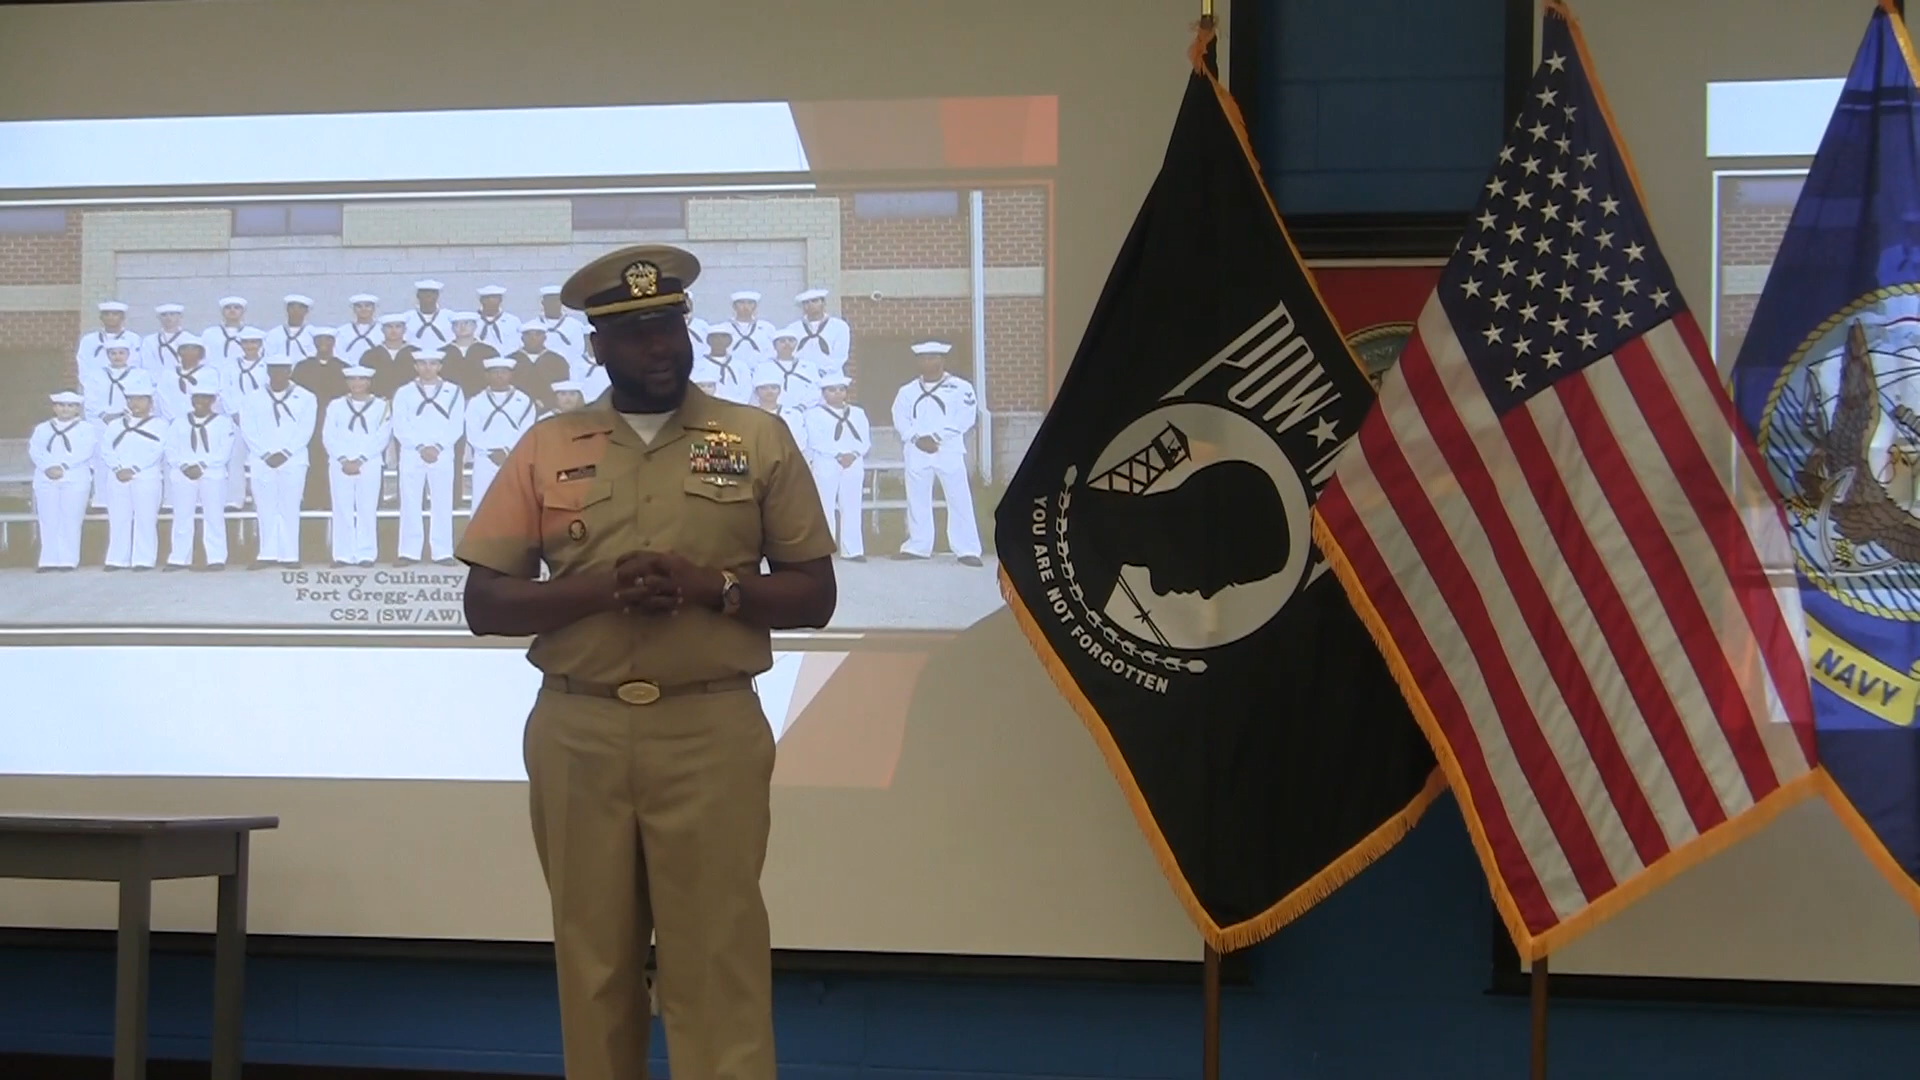 US Navy Culinary
Fort Gregg-Adam
CS2 (SW/AW)
POW
YOU ARE NOT FORGOTTEN
NAVY